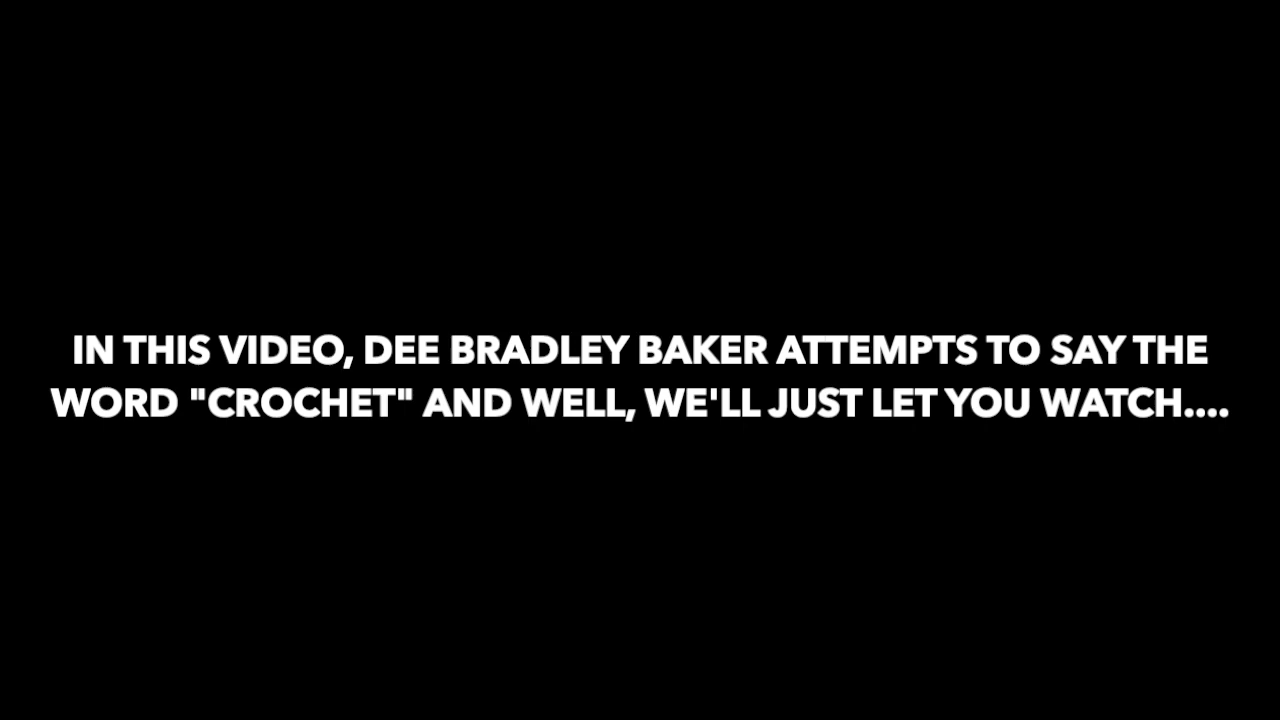 IN THIS VIDEO, DEE BRADLEY BAKER ATTEMPTS TO SAY THE
WORD "CROCHET" AND WELL, WE'LL JUST LET YOU WATCH....